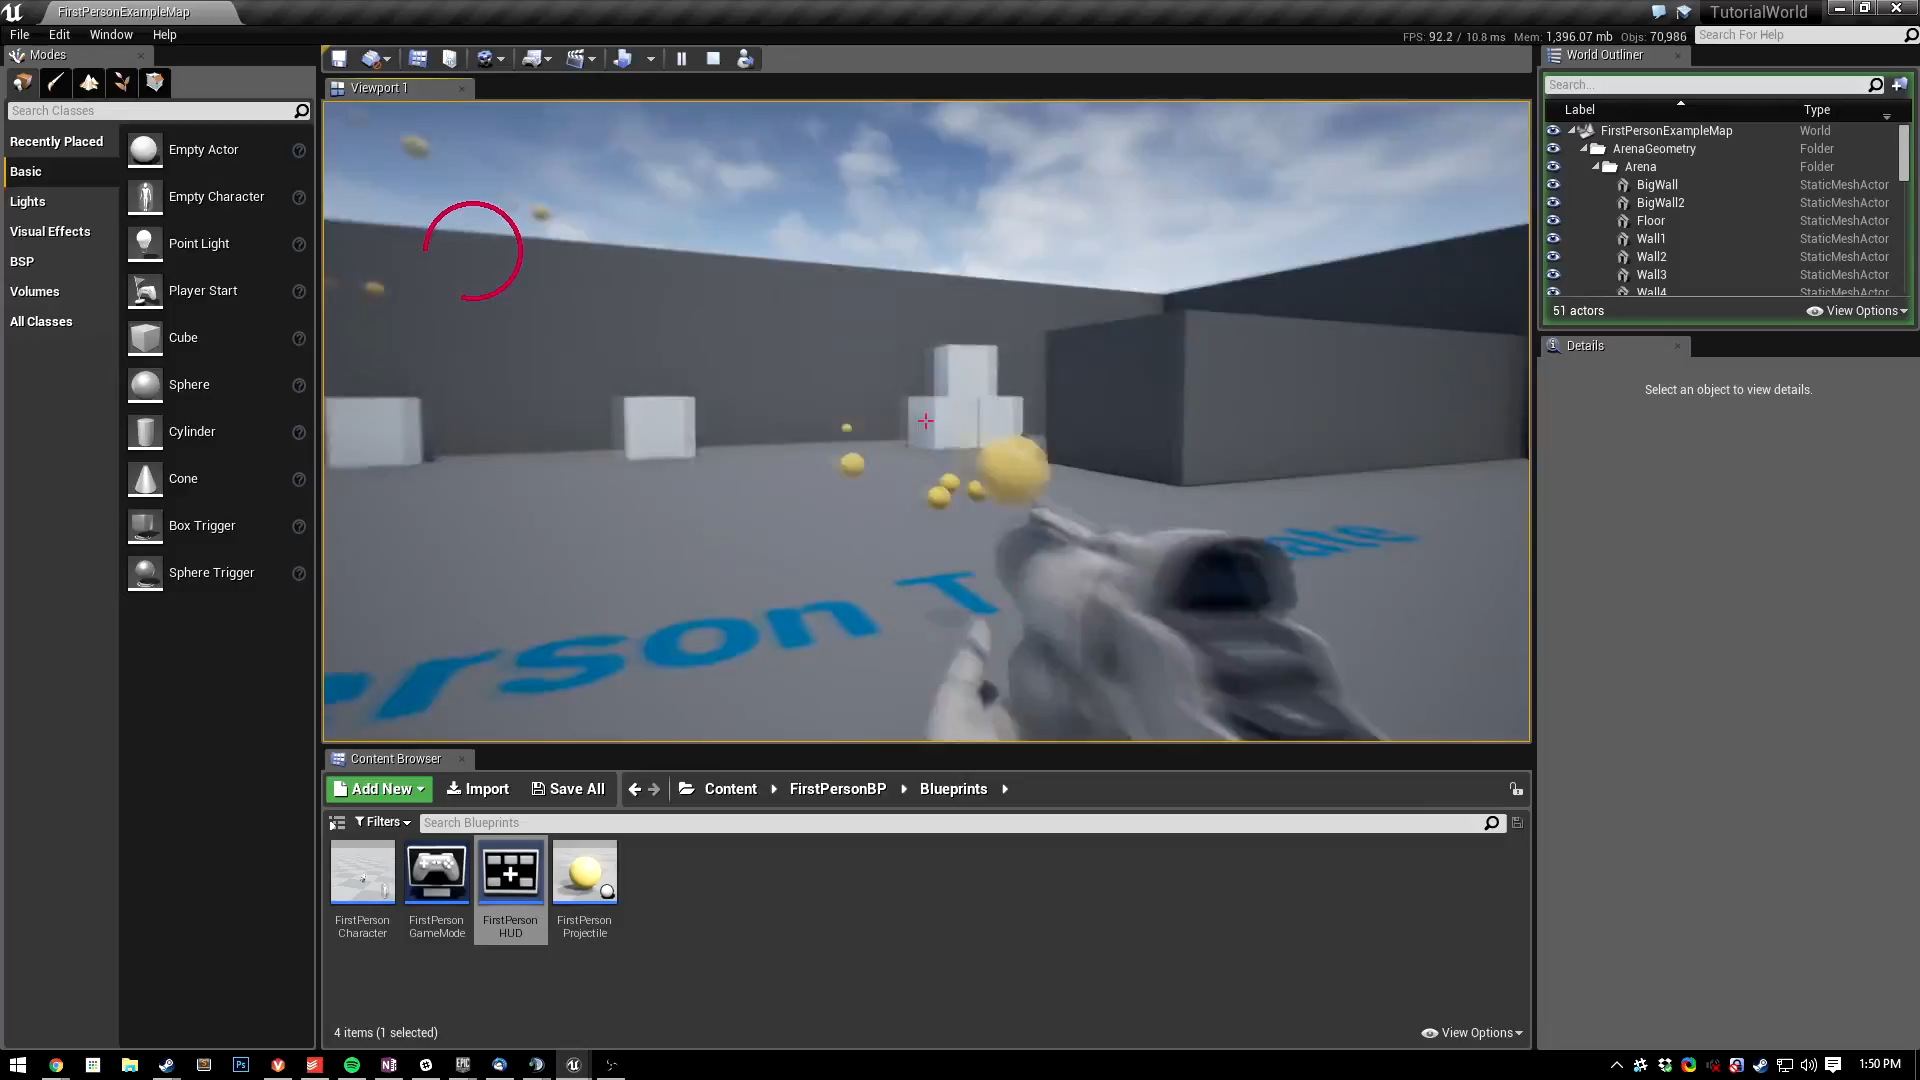 FirstPersonExampleMap
TutorialWorld
File Edit Window Help
FPS: 92.2 / 10.8 ms Mem: 1,396.07 mb Objs: 70,986
Search For Help
Modes
Search Classes
Recently Placed
Basic
Lights
Visual Effects
BSP
Volumes
All Classes
Empty Actor
Empty Character
Point Light
Player Start
Cube
Sphere
Cylinder
Cone
Box Trigger
Sphere Trigger
Viewport 1
erson T
Content Browser
Add New Import Save All Content FirstPersonBP Blueprints
Filters Search Blueprints
FirstPerson Character
FirstPerson GameMode
FirstPerson HUD
FirstPerson Projectile
4 items (1 selected)
View Options
World Outliner
Search...
Label Type
FirstPersonExampleMap World
ArenaGeometry Folder
Arena Folder
BigWall StaticMeshActor
BigWall2 StaticMeshActor
Floor StaticMeshActor
Wall1 StaticMeshActor
Wall2 StaticMeshActor
Wall3 StaticMeshActor
Wall4 StaticMeshActor
51 actors View Options
Details
Select an object to view details.
Ps
EPIC
1:50 PM